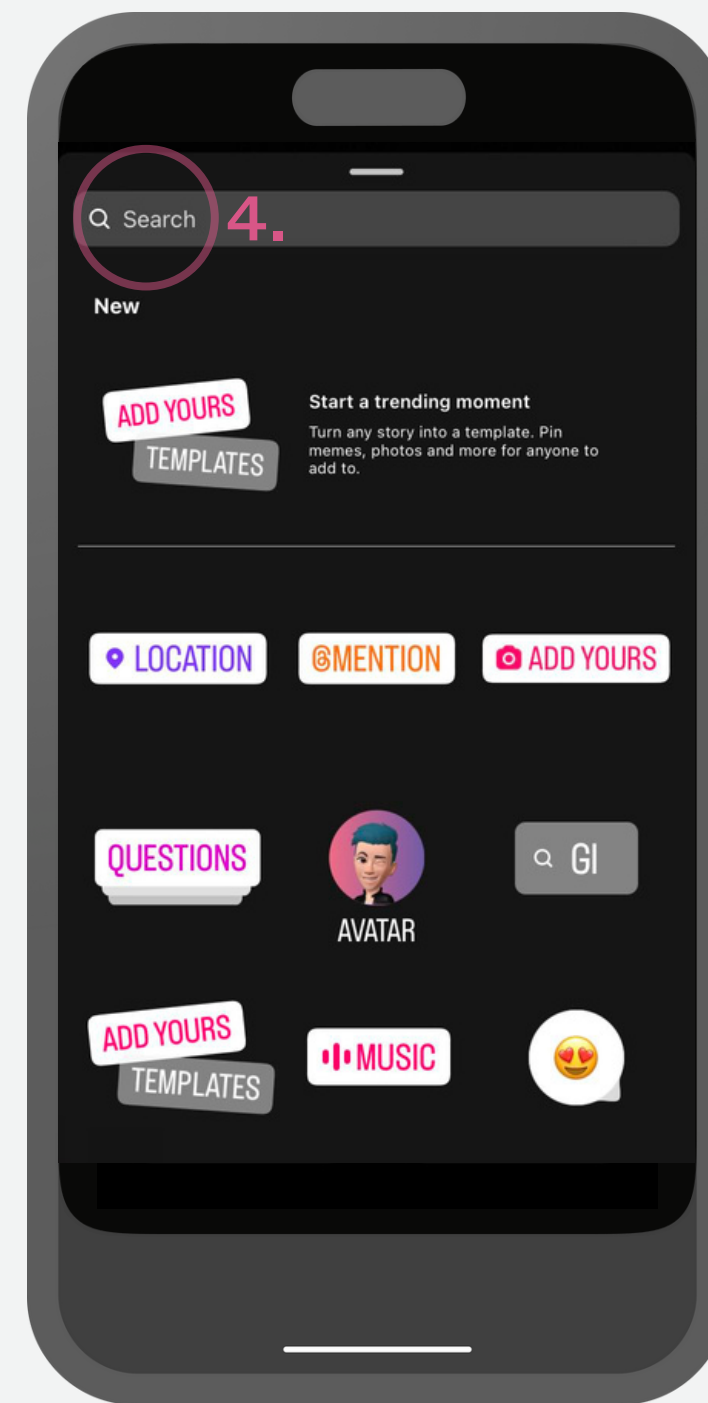 Search
4.
New
ADD YOURS
TEMPLATES
Start a trending moment
Turn any story into a template. Pin
memes, photos and more for anyone to
add to.
LOCATION
@MENTION
ADD YOURS
QUESTIONS
AVATAR
GI
ADD YOURS
TEMPLATES
MUSIC